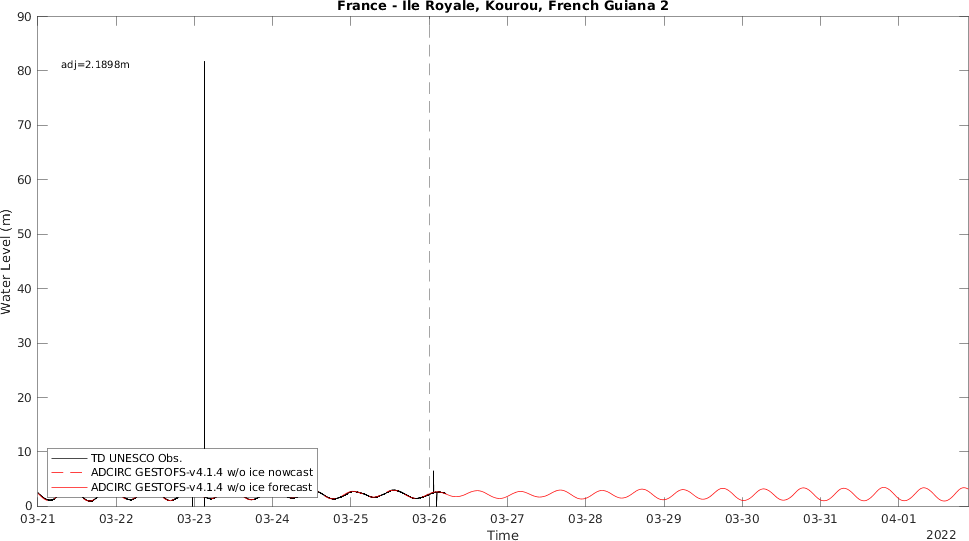 France - Ile Royale, Kourou, French Guiana 2
90
80
70
60
50
40
30
20
10
0
Water Level (m)
adj=2.1898m
TD UNESCO Obs.
ADCIRC GESTOFS-v4.1.4 w/o ice nowcast
ADCIRC GESTOFS-v4.1.4 w/o ice forecast
03-21 03-22 03-23 03-24 03-25 03-26 03-27 03-28 03-29 03-30 03-31 04-01
Time
2022